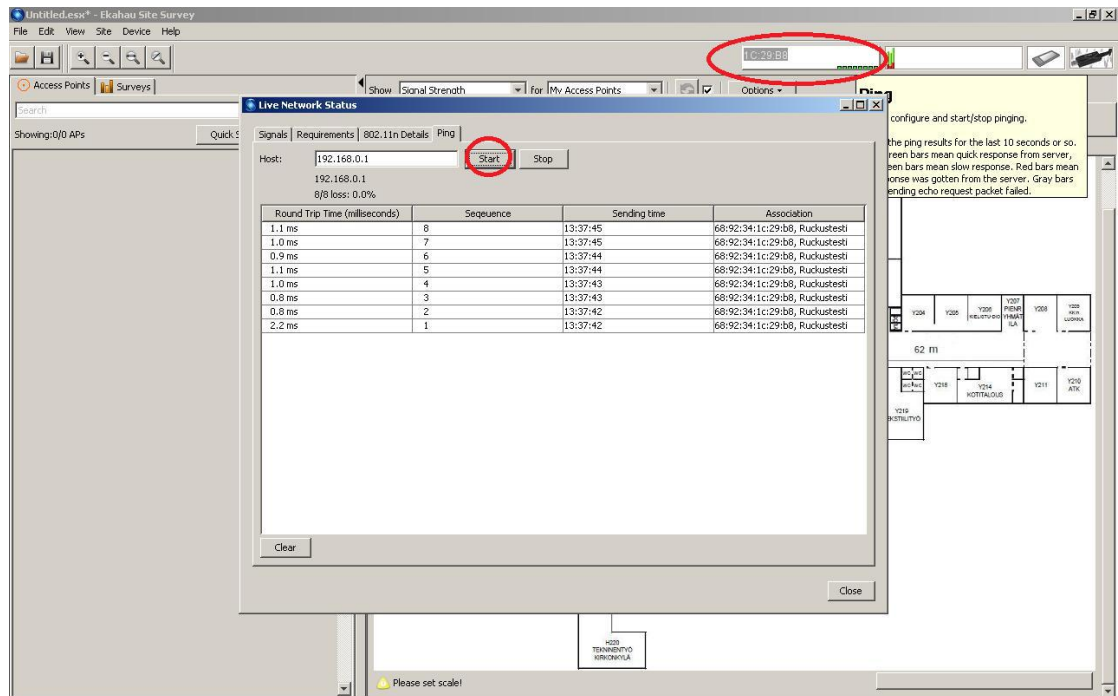 Untitled.esx* - Ekahau Site Survey
File Edit View Site Device Help
1C:29:B8
Access Points Surveys
Show Signal Strength for My Access Points Options
Search
Showing:0/0 APs
Quick S
Live Network Status
Ping
configure and start/stop pinging.
the ping results for the last 10 seconds or so.
reen bars mean quick response from server,
een bars mean slow response. Red bars mean
onse was gotten from the server. Gray bars
ending echo request packet failed.
Signals Requirements 802.11n Details Ping
Host: 192.168.0.1 Start Stop
192.168.0.1
8/8 loss: 0.0%
Round Trip Time (milliseconds) Seqeuence Sending time Association
1.1 ms 8 13:37:45 68:92:34:1c:29:b8, Ruckustesti
1.0 ms 7 13:37:45 68:92:34:1c:29:b8, Ruckustesti
0.9 ms 6 13:37:44 68:92:34:1c:29:b8, Ruckustesti
1.1 ms 5 13:37:44 68:92:34:1c:29:b8, Ruckustesti
1.0 ms 4 13:37:43 68:92:34:1c:29:b8, Ruckustesti
0.8 ms 3 13:37:43 68:92:34:1c:29:b8, Ruckustesti
0.8 ms 2 13:37:42 68:92:34:1c:29:b8, Ruckustesti
2.2 ms 1 13:37:42 68:92:34:1c:29:b8, Ruckustesti
Clear
Close
Y204 Y205 Y206 Y207 Y208
PIENR
YHMÄT
ILA
LUOKKA
62 m
WC WC
WC WC
Y218 Y214 Y211 Y210
KOTITALOUS ATK
Y219
EKSTIILITYÖ
H220
TEKNINENTYÖ
KIRKONKYLÄ
Please set scale!